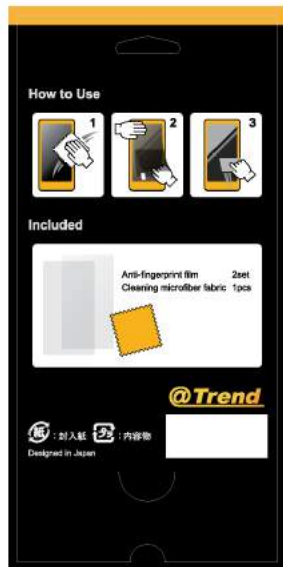 How to Use
1
2
3
Included
Anti-fingerprint film 2set
Cleaning microfiber fabric 1pcs
@Trend
紙 : 封入紙 プラ : 内容物
Designed in Japan